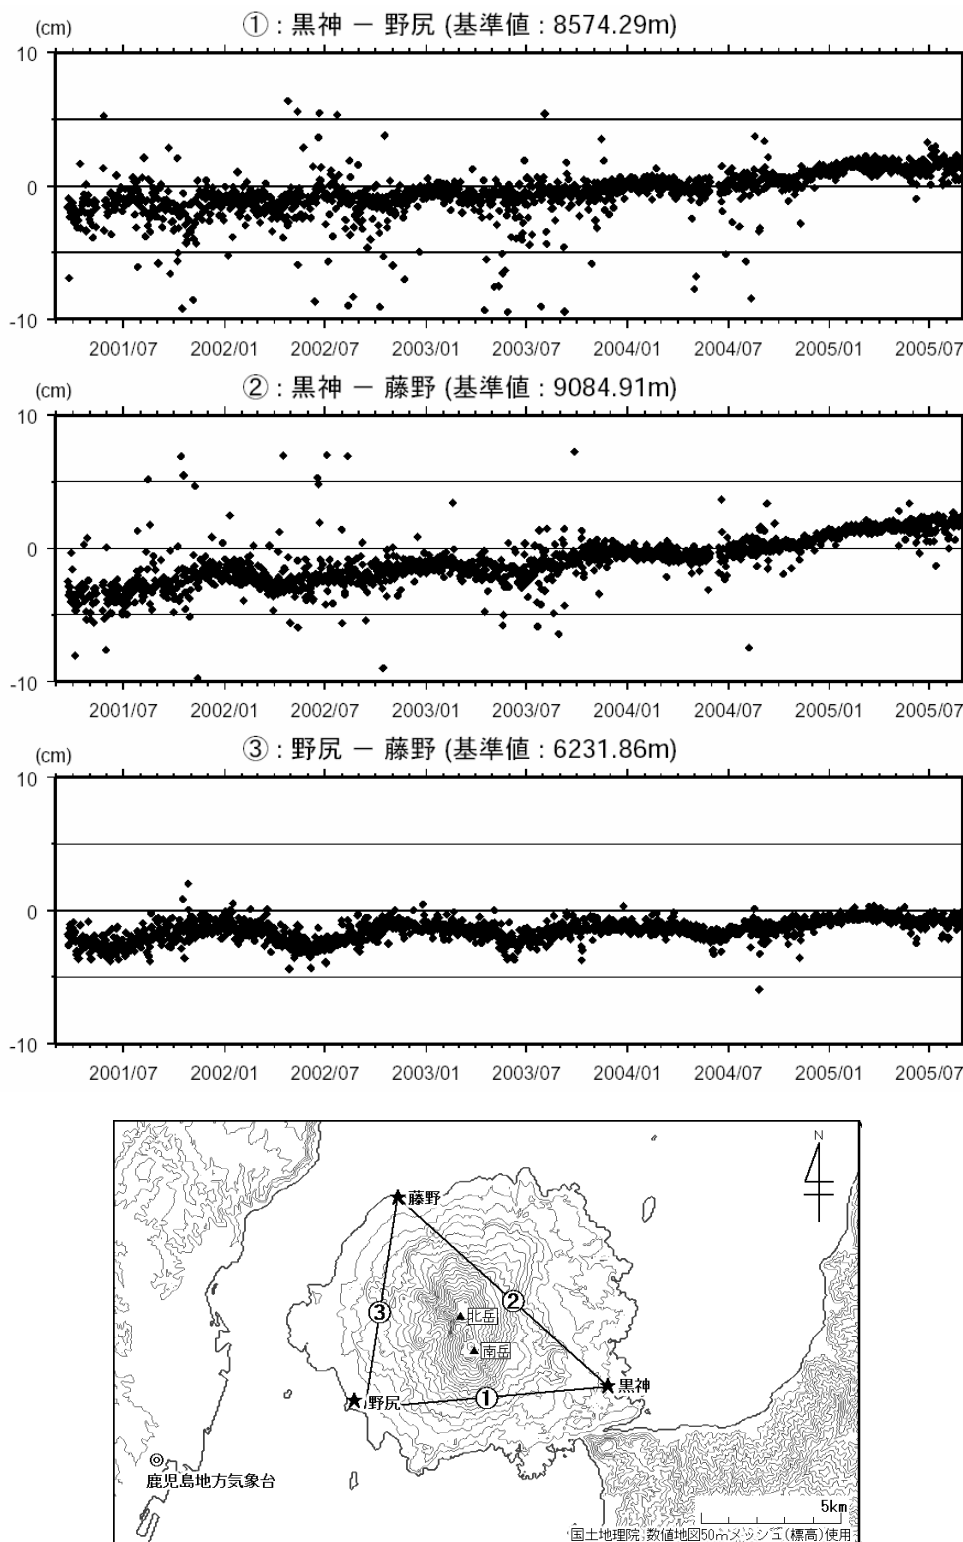 (cm) ①:黒神 － 野尻 (基準値 : 8574.29m)
10
0
-10
2001/07 2002/01 2002/07 2003/01 2003/07 2004/01 2004/07 2005/01 2005/07
(cm) ②:黒神 － 藤野 (基準値 : 9084.91m)
10
0
-10
2001/07 2002/01 2002/07 2003/01 2003/07 2004/01 2004/07 2005/01 2005/07
(cm) ③:野尻 － 藤野 (基準値 : 6231.86m)
10
0
-10
2001/07 2002/01 2002/07 2003/01 2003/07 2004/01 2004/07 2005/01 2005/07
N
藤野
②
③
北岳
南岳
黒神
野尻
①
鹿児島地方気象台
5km
国土地理院 数値地図50mメッシュ(標高)使用